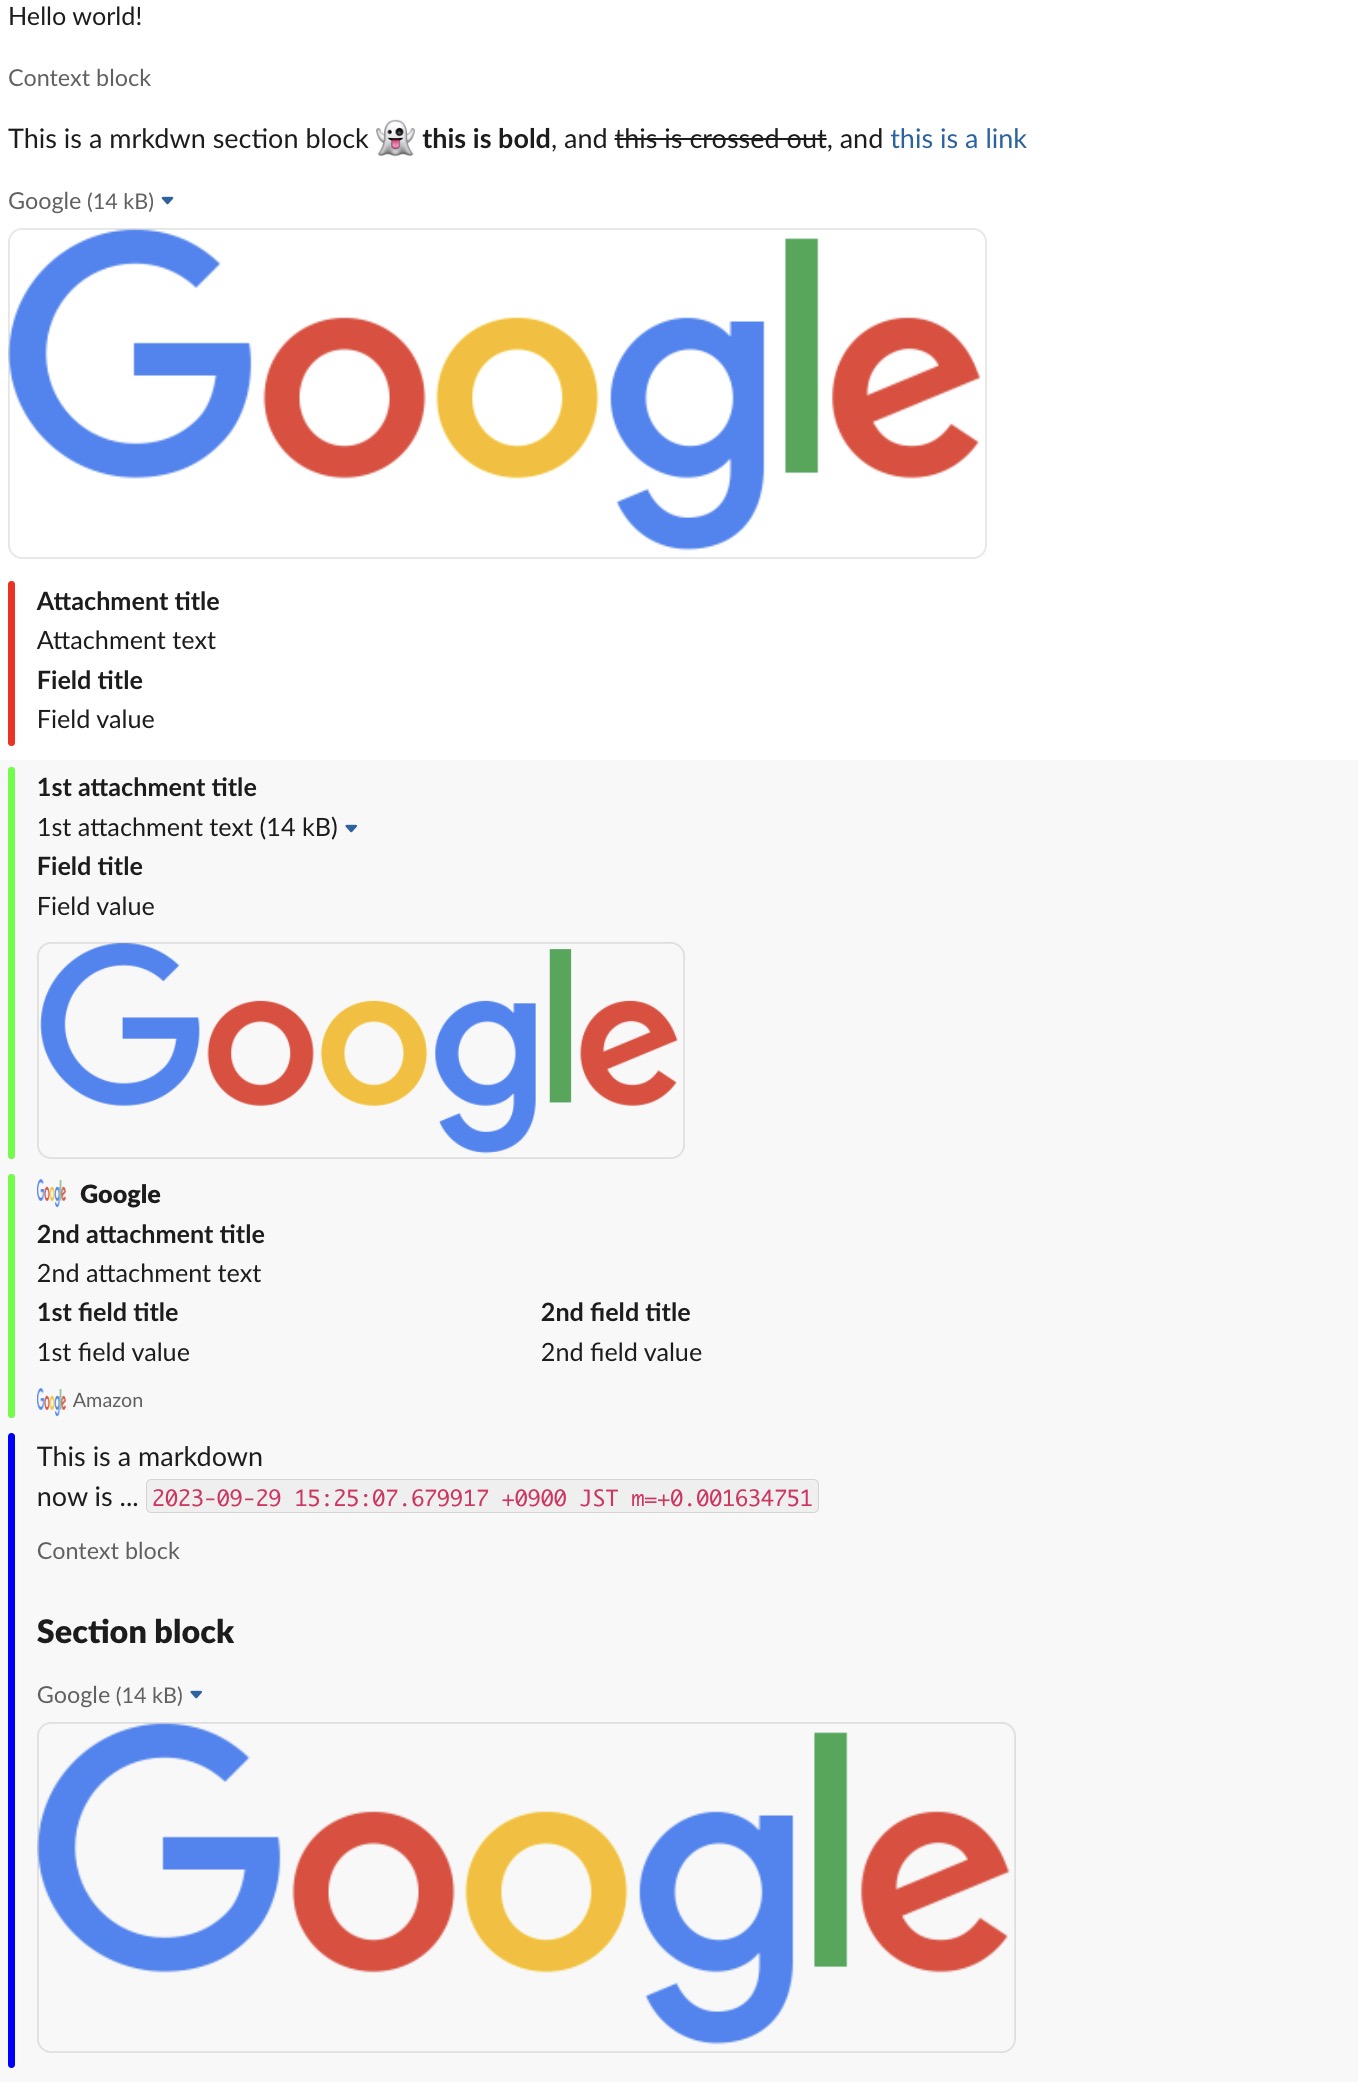 Hello world!
Context block
This is a mrkdwn section block 👻 this is bold, and this is crossed out, and this is a link
Google (14 kB)
Google
Attachment title
Attachment text
Field title
Field value
1st attachment title
1st attachment text (14 kB)
Field title
Field value
Google
Google Google
2nd attachment title
2nd attachment text
1st field title 2nd field title
1st field value 2nd field value
Google Amazon
This is a markdown
now is ... 2023-09-29 15:25:07.679917 +0900 JST m=+0.001634751
Context block
Section block
Google (14 kB)
Google